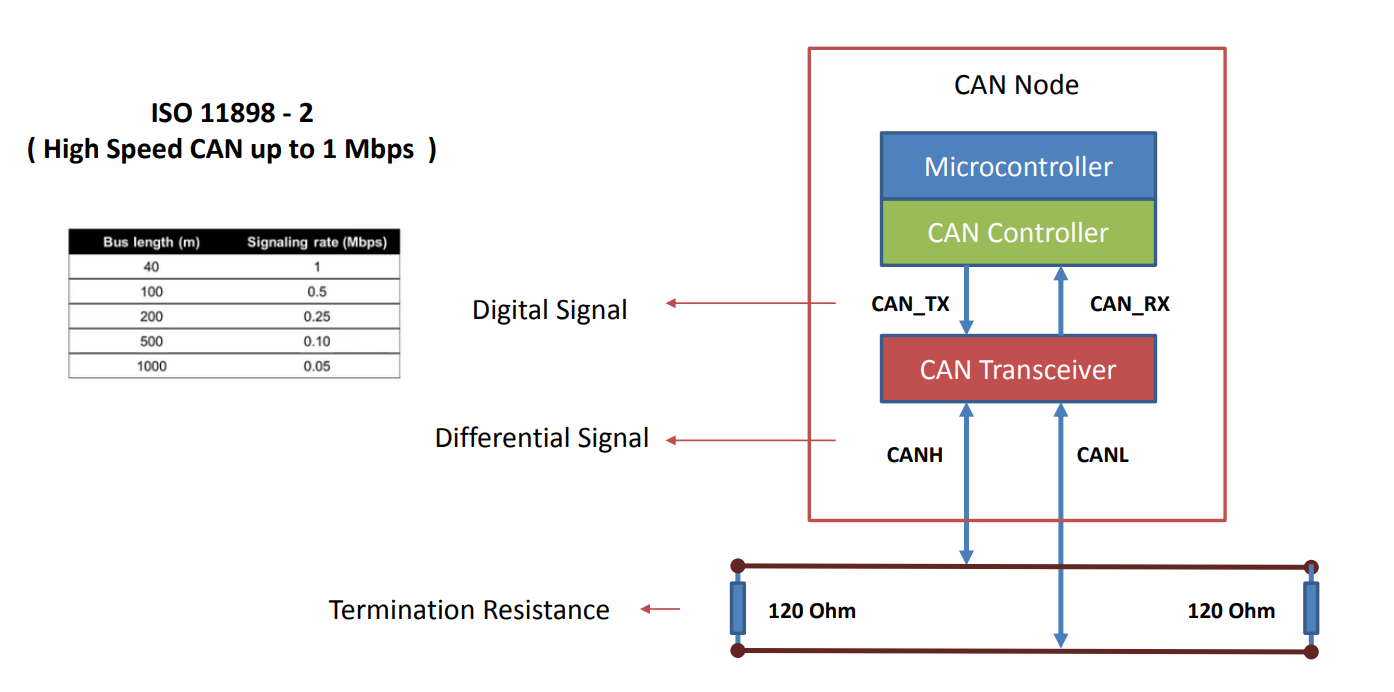 ISO 11898 - 2
( High Speed CAN up to 1 Mbps )
Bus length (m) Signaling rate (Mbps)
40 1
100 0.5
200 0.25
500 0.10
1000 0.05
CAN Node
Microcontroller
CAN Controller
Digital Signal
CAN_TX
CAN_RX
CAN Transceiver
Differential Signal
CANH
CANL
Termination Resistance
120 Ohm
120 Ohm